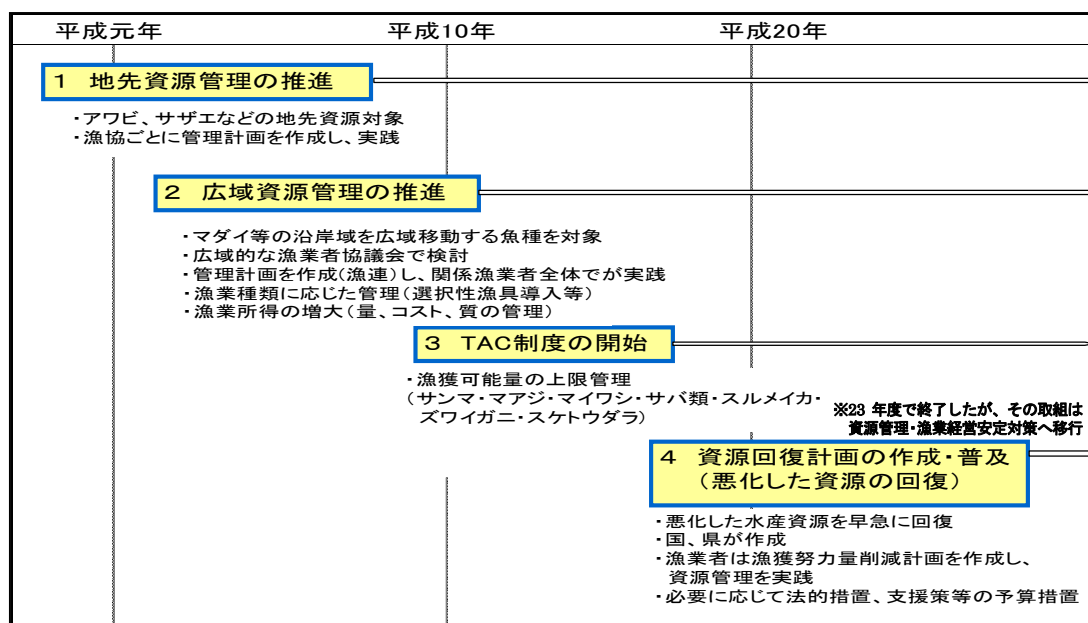 平成元年 平成10年 平成20年
1 地先資源管理の推進
・アワビ、サザエなどの地先資源対象
・漁協ごとに管理計画を作成し、実践
2 広域資源管理の推進
・マダイ等の沿岸域を広域移動する魚種を対象
・広域的な漁業者協議会で検討
・管理計画を作成(漁連)し、関係漁業者全体でが実践
・漁業種類に応じた管理(選択性漁具導入等)
・漁業所得の増大(量、コスト、質の管理)
3 TAC制度の開始
・漁獲可能量の上限管理
(サンマ・マアジ・マイワシ・サバ類・スルメイカ・
ズワイガニ・スケトウダラ)
※23 年度で終了したが、その取組は
資源管理・漁業経営安定対策へ移行
4 資源回復計画の作成・普及
(悪化した資源の回復)
・悪化した水産資源を早急に回復
・国、県が作成
・漁業者は漁獲努力量削減計画を作成し、
資源管理を実践
・必要に応じて法的措置、支援策等の予算措置